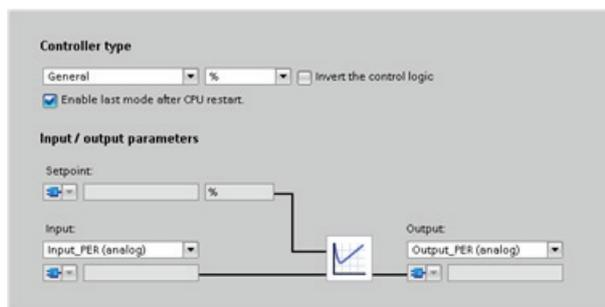 Controller type
General % Invert the control logic
Enable last mode after CPU restart.
Input / output parameters
Setpoint:
%
Input: Output:
Input_PER (analog) Output_PER (analog)